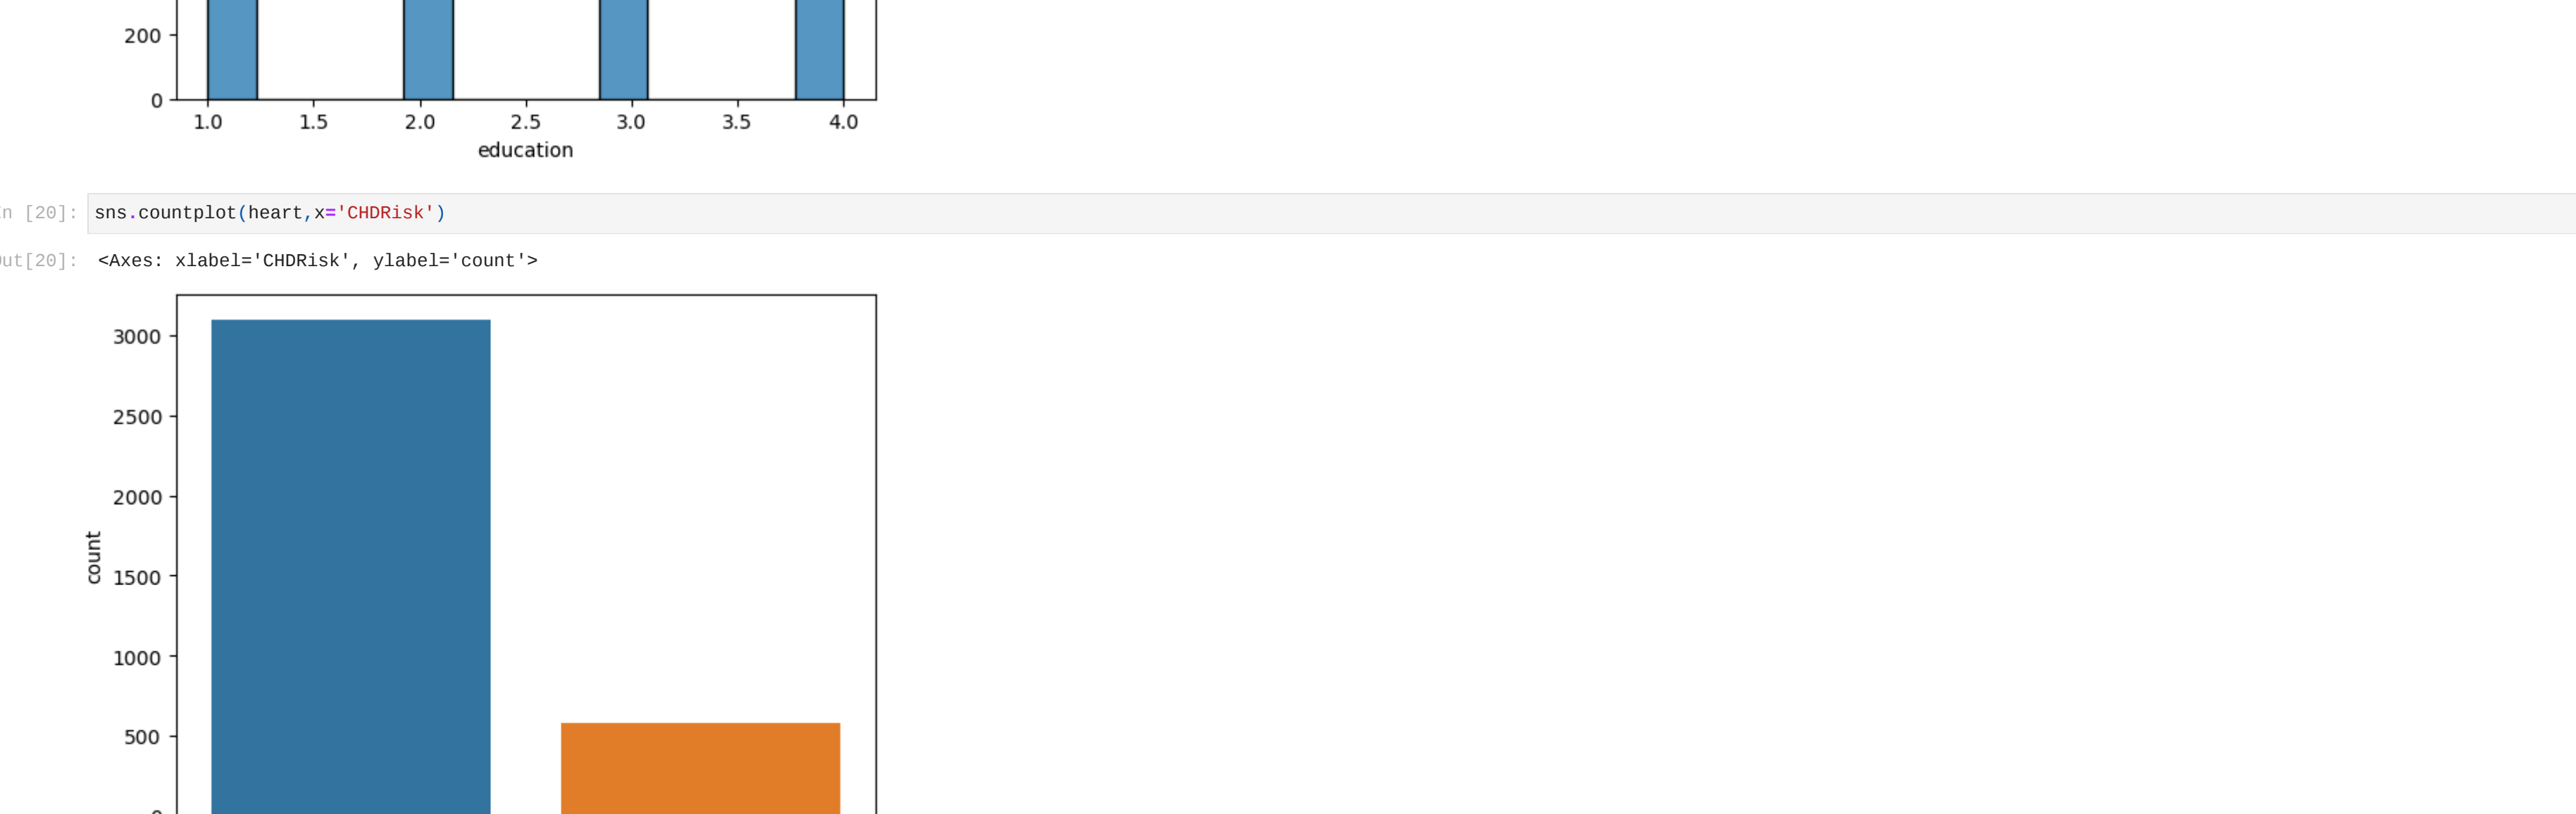 200
0
1.0 1.5 2.0 2.5 3.0 3.5 4.0
education
n [20]: sns.countplot(heart,x='CHDRisk')
ut[20]: <Axes: xlabel='CHDRisk', ylabel='count'>
3000
2500
2000
count
1500
1000
500
0